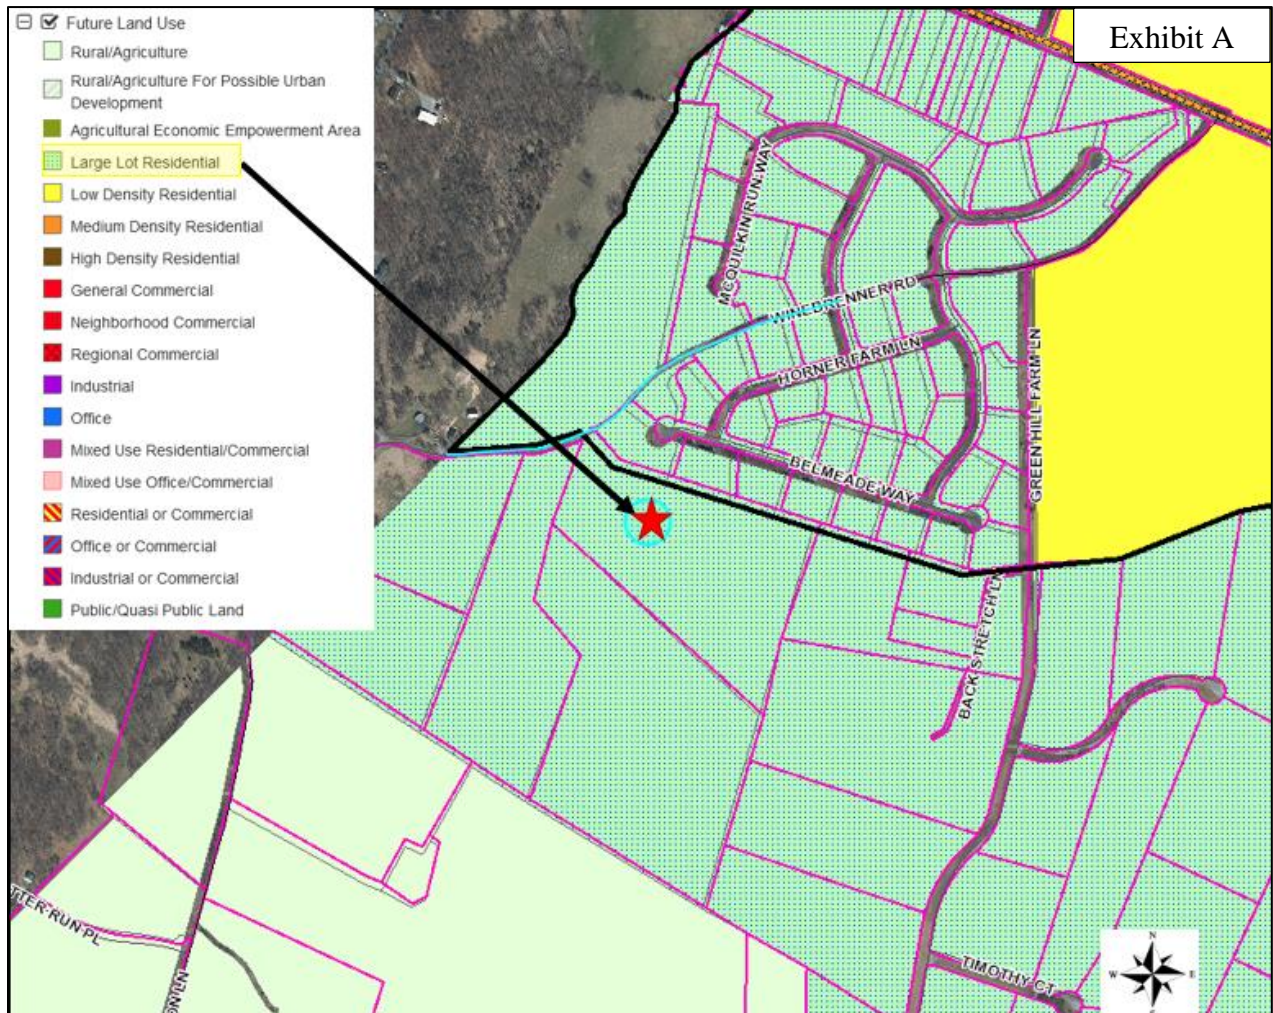 Exhibit A
Future Land Use
Rural/Agriculture
Rural/Agriculture For Possible Urban
Development
Agricultural Economic Empowerment Area
Large Lot Residential
Low Density Residential
Medium Density Residential
High Density Residential
General Commercial
Neighborhood Commercial
Regional Commercial
Industrial
Office
Mixed Use Residential/Commercial
Mixed Use Office/Commercial
Residential or Commercial
Office or Commercial
Industrial or Commercial
Public/Quasi Public Land
MCQUILKIN RUN WAY
WINEBRENNER RD
HORNER FARM LN
BELMEADE WAY
GREEN HILL FARM LN
BACK STRETCH LN
TTER RUN PL
ON LN
TIMOTHY CT
N
W
E